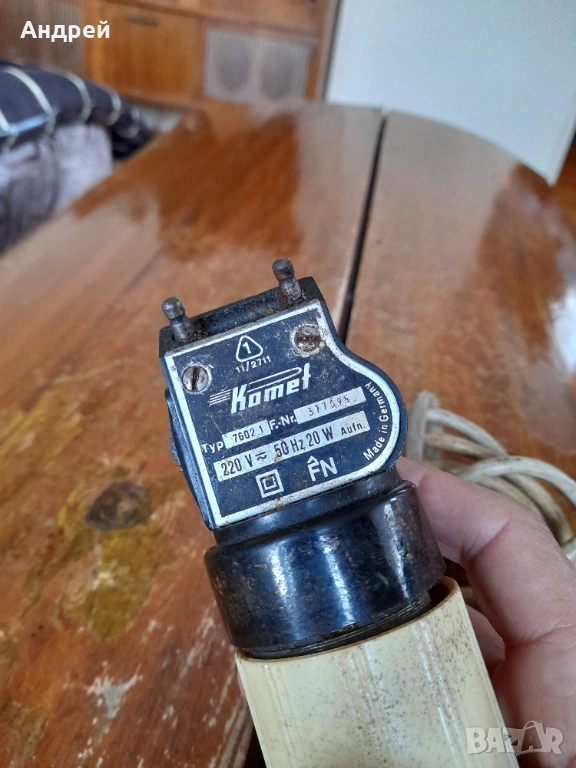 Андрей
1
11/2711
Komet
Typ 7602.1 F.-Nr. 377095
220 V ≂ 50 Hz 20 W Aufn.
FN
Made in Germany
BAZAR